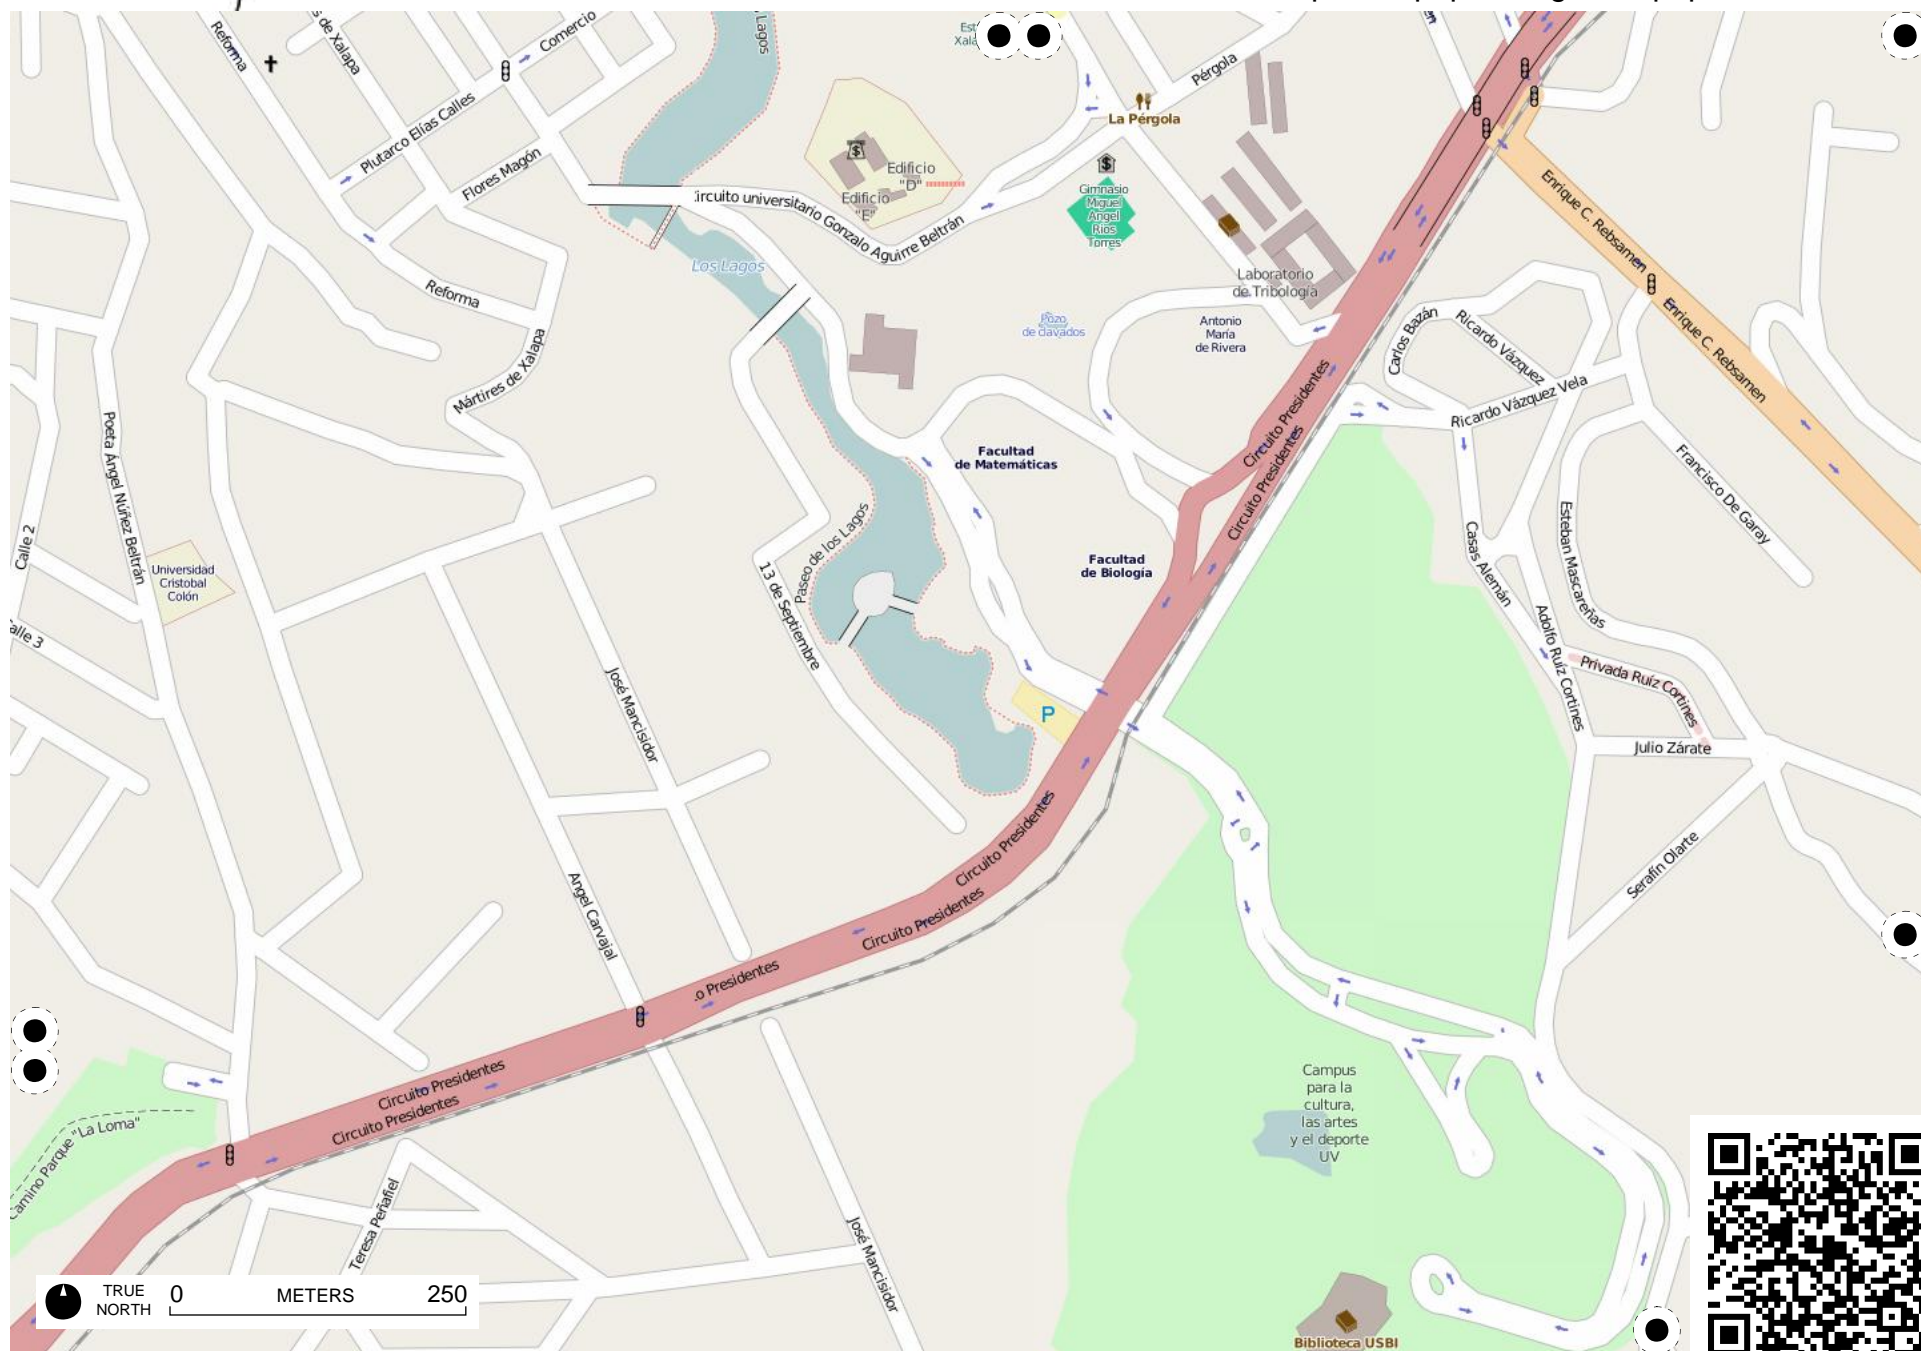 Reforma
s de Xalapa
Comercio
Lagos
Pérgola
La Pérgola
Plutarco Elías Calles
Flores Magón
Edificio
"D"
Edificio
"E"
Gimnasio
Miguel
Ángel
Ríos
Torres
Enrique C. Rebsamen
ircuito universitario Gonzalo Aguirre Beltrán
Los Lagos
Laboratorio
de Tribología
Reforma
Pozo
de clavados
Antonio
María
de Rivera
Carlos Bazán
Ricardo Vázquez
Enrique C. Rebsamen
Mártires de Xalapa
Ricardo Vázquez Vela
Circuito Presidentes
Circuito Presidentes
Poeta Ángel Núñez Beltrán
Facultad
de Matemáticas
Francisco De Garay
Calle 2
Paseo de los Lagos
Casas Alemán
Esteban Mascareñas
Universidad
Cristobal
Colón
Facultad
de Biología
13 de Septiembre
Adolfo Ruíz Cortines
alle 3
Privada Ruíz Cortines
José Mancisidor
P
Julio Zárate
Circuito Presidentes
Serafín Olarte
Angel Carvajal
Circuito Presidentes
.o Presidentes
Circuito Presidentes
Circuito Presidentes
Camino Parque "La Loma"
Campus
para la
cultura,
las artes
y el deporte
UV
Teresa Peñafiel
José Mancisidor
TRUE
NORTH
0 METERS 250
Biblioteca USBI